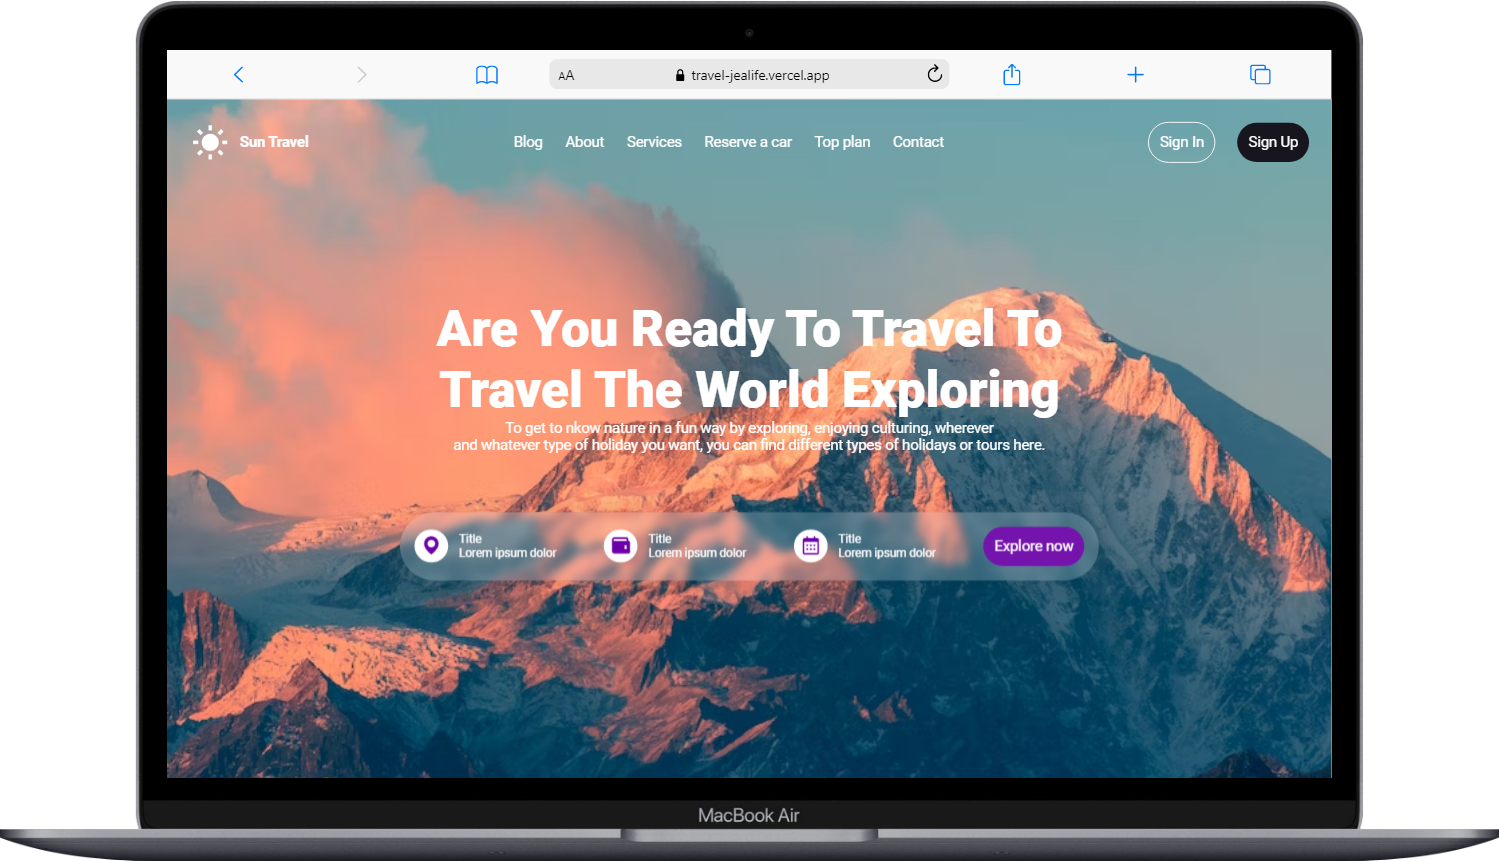 AA travel-jealife.vercel.app
Sun Travel Blog About Services Reserve a car Top plan Contact Sign In Sign Up
Are You Ready To Travel To
Travel The World Exploring
To get to nkow nature in a fun way by exploring, enjoying culturing, wherever
and whatever type of holiday you want, you can find different types of holidays or tours here.
Title Title Title
Lorem ipsum dolor Lorem ipsum dolor Lorem ipsum dolor Explore now
MacBook Air